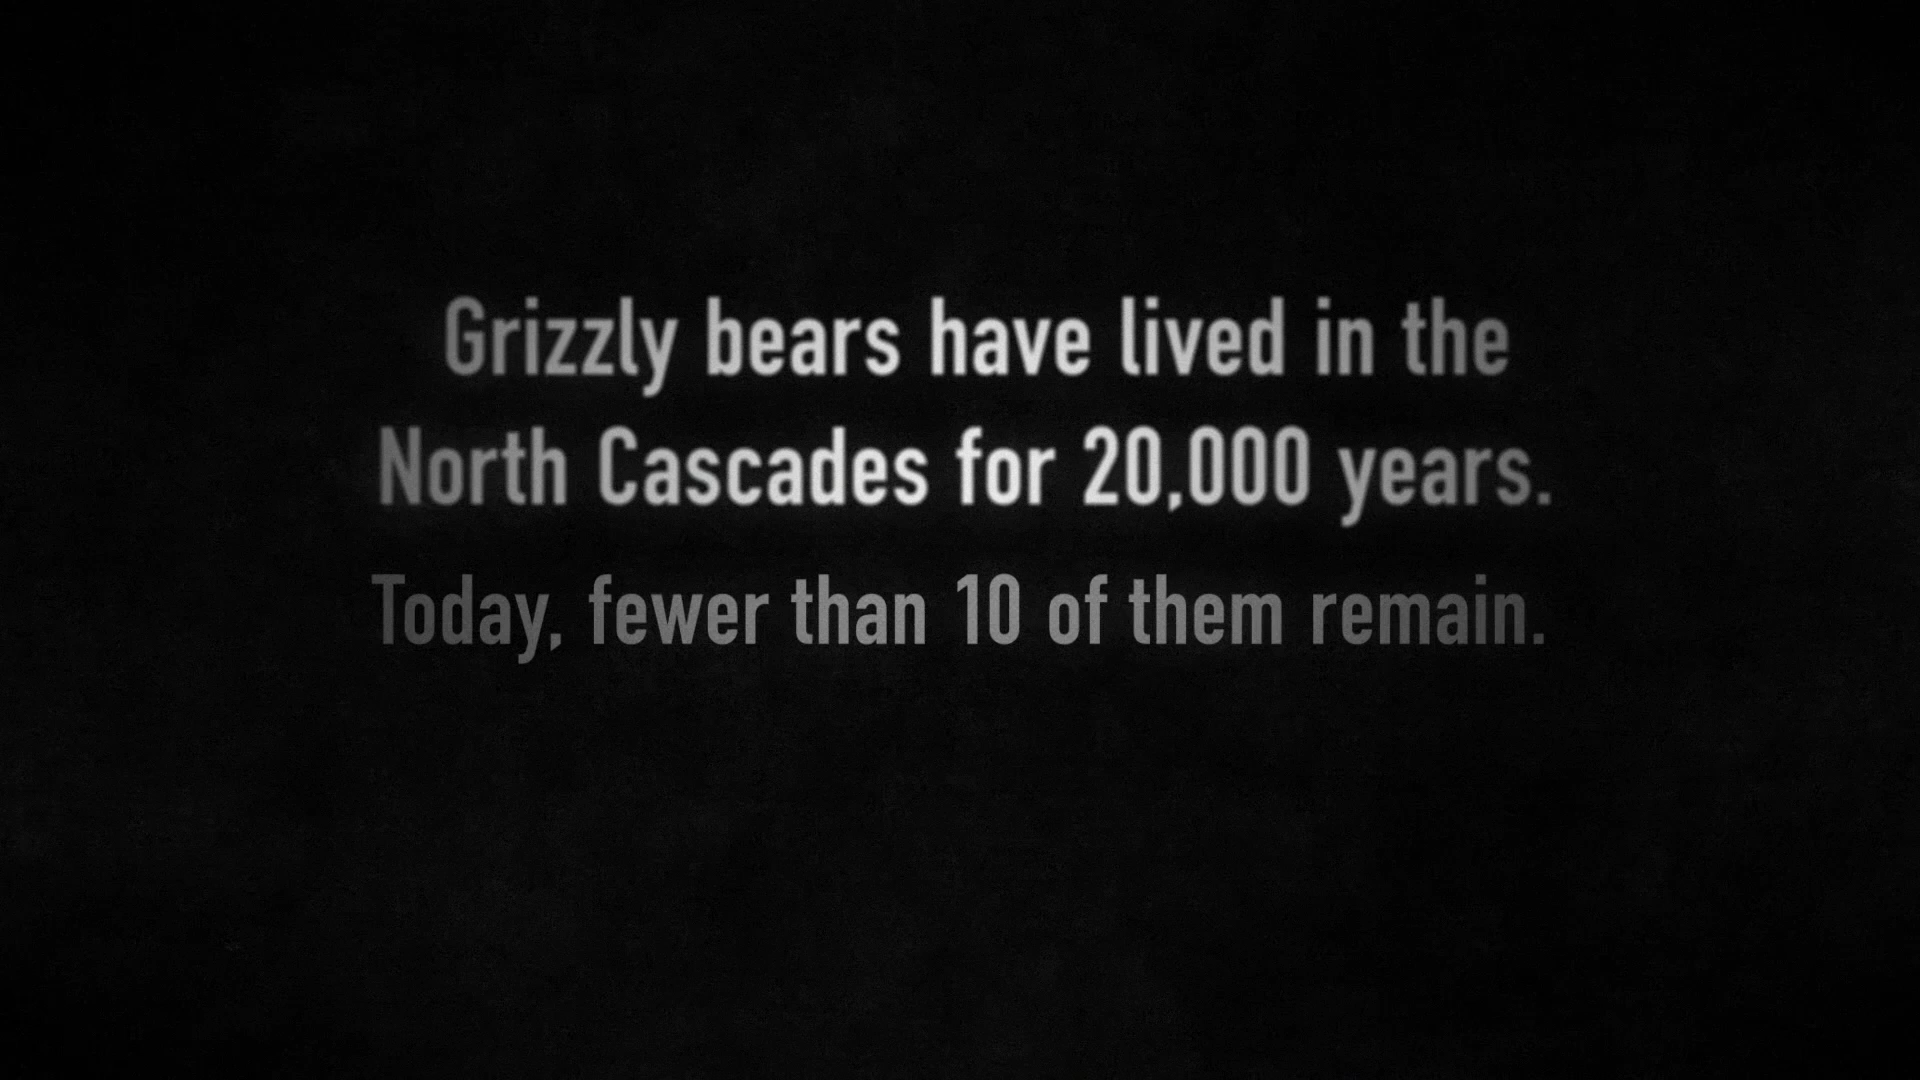 Grizzly bears have lived in the
North Cascades for 20,000 years.
Today, fewer than 10 of them remain.